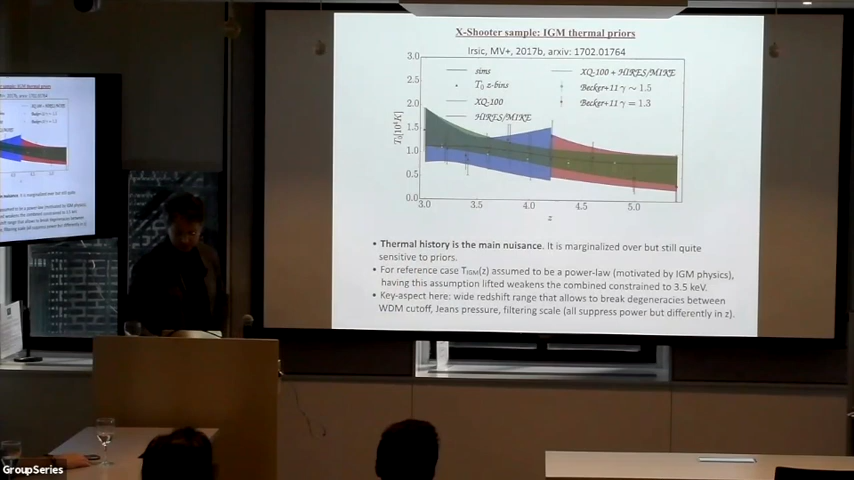 X-Shooter sample: IGM thermal priors
Irsic, MV+, 2017b, arxiv: 1702.01764
3.0
2.5
2.0
1.5
1.0
0.5
0.0
T₀[10⁴K]
sims
T₀ z-bins
XQ-100
HIRES/MIKE
XQ-100 + HIRES/MIKE
Becker+11 γ ~ 1.5
Becker+11 γ = 1.3
3.0 3.5 4.0 4.5 5.0
z
• Thermal history is the main nuisance. It is marginalized over but still quite
sensitive to priors.
• For reference case TIGM(z) assumed to be a power-law (motivated by IGM physics),
having this assumption lifted weakens the combined constrained to 3.5 keV.
• Key-aspect here: wide redshift range that allows to break degeneracies between
WDM cutoff, Jeans pressure, filtering scale (all suppress power but differently in z).
GroupSeries